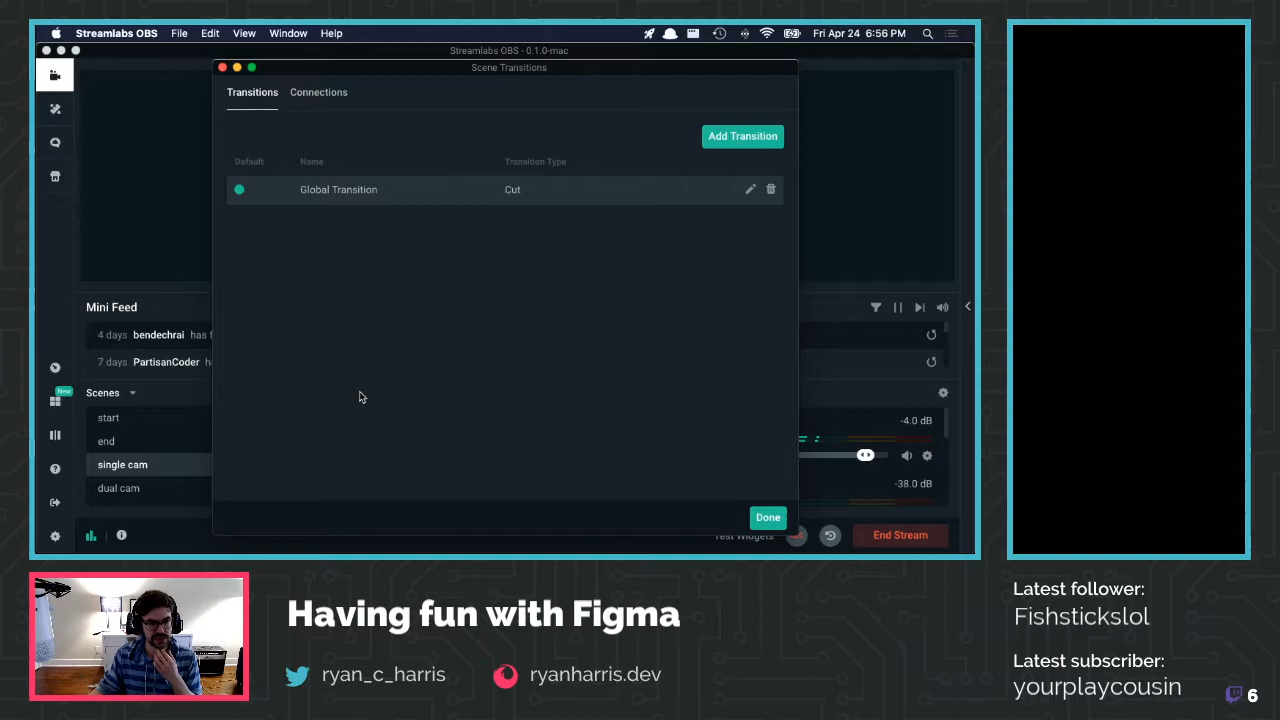 Streamlabs OBS File Edit View Window Help Fri Apr 24 6:56 PM
Streamlabs OBS - 0.1.0-mac
Scene Transitions
Transitions Connections
Add Transition
Default Name Transition Type
Global Transition Cut
Mini Feed
4 days bendechrai has
7 days PartisanCoder
New
Scenes
start
end
single cam
dual cam
-4.0 dB
-38.0 dB
Done
Test Widgets
End Stream
Having fun with Figma
ryan_c_harris ryanharris.dev
Latest follower:
Fishstickslol
Latest subscriber:
yourplaycousin
6